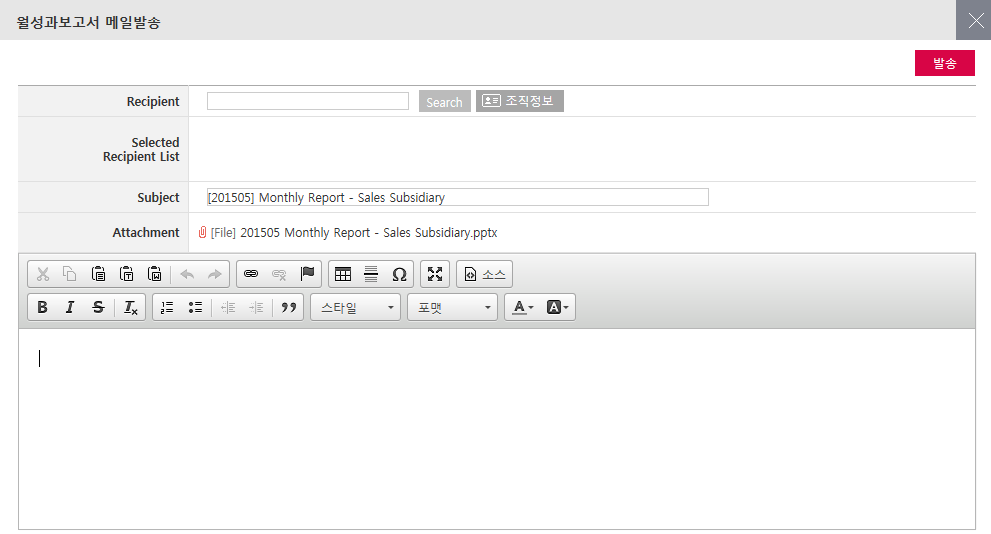 월성과보고서 메일발송
발송
Recipient
Search
조직정보
Selected
Recipient List
Subject
[201505] Monthly Report - Sales Subsidiary
Attachment
[File] 201505 Monthly Report - Sales Subsidiary.pptx
소스
스타일
포맷